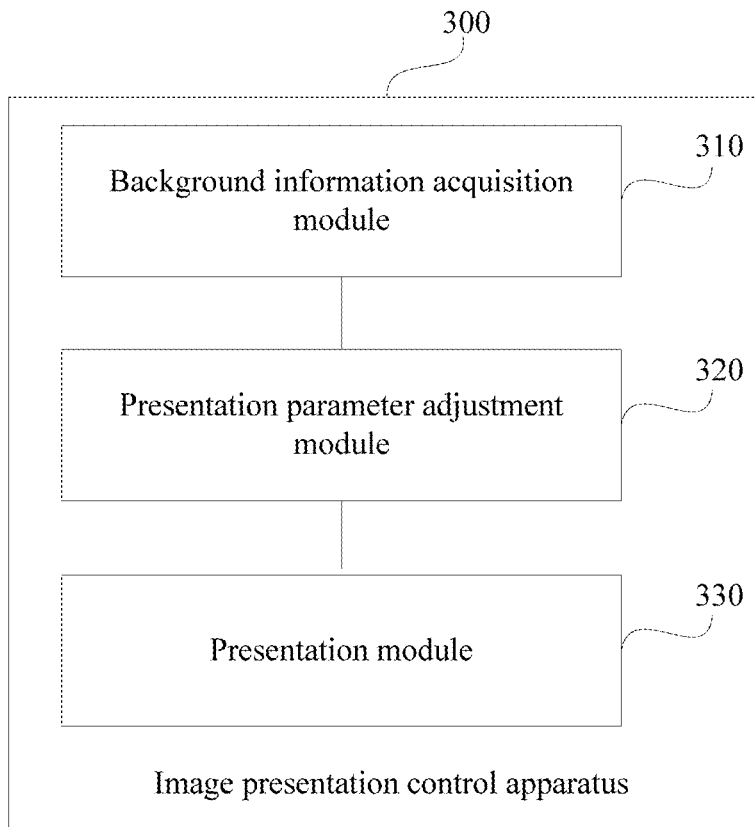 300
Background information acquisition
module
310
Presentation parameter adjustment
module
320
Presentation module
330
Image presentation control apparatus